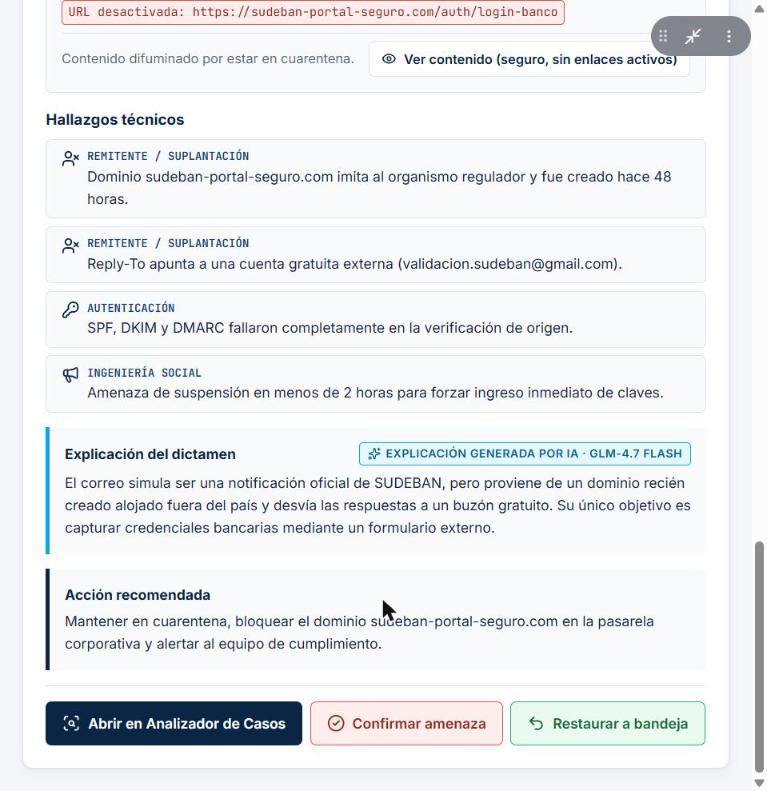 URL desactivada: https://sudeban-portal-seguro.com/auth/login-banco
Contenido difuminado por estar en cuarentena.
Ver contenido (seguro, sin enlaces activos)
Hallazgos técnicos
REMITENTE / SUPLANTACIÓN
Dominio sudeban-portal-seguro.com imita al organismo regulador y fue creado hace 48
horas.
REMITENTE / SUPLANTACIÓN
Reply-To apunta a una cuenta gratuita externa (validacion.sudeban@gmail.com).
AUTENTICACIÓN
SPF, DKIM y DMARC fallaron completamente en la verificación de origen.
INGENIERÍA SOCIAL
Amenaza de suspensión en menos de 2 horas para forzar ingreso inmediato de claves.
Explicación del dictamen
EXPLICACIÓN GENERADA POR IA · GLM-4.7 FLASH
El correo simula ser una notificación oficial de SUDEBAN, pero proviene de un dominio recién
creado alojado fuera del país y desvía las respuestas a un buzón gratuito. Su único objetivo es
capturar credenciales bancarias mediante un formulario externo.
Acción recomendada
Mantener en cuarentena, bloquear el dominio sudeban-portal-seguro.com en la pasarela
corporativa y alertar al equipo de cumplimiento.
Abrir en Analizador de Casos
Confirmar amenaza
Restaurar a bandeja